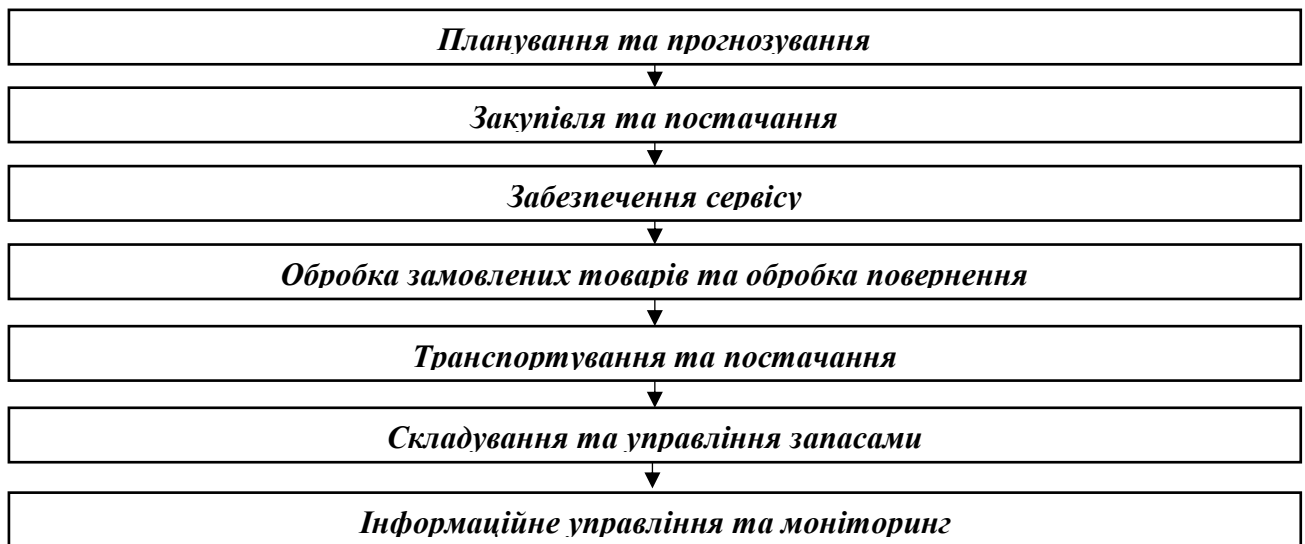 Планування та прогнозування
Закупівля та постачання
Забезпечення сервісу
Обробка замовлених товарів та обробка повернення
Транспортування та постачання
Складування та управління запасами
Інформаційне управління та моніторинг